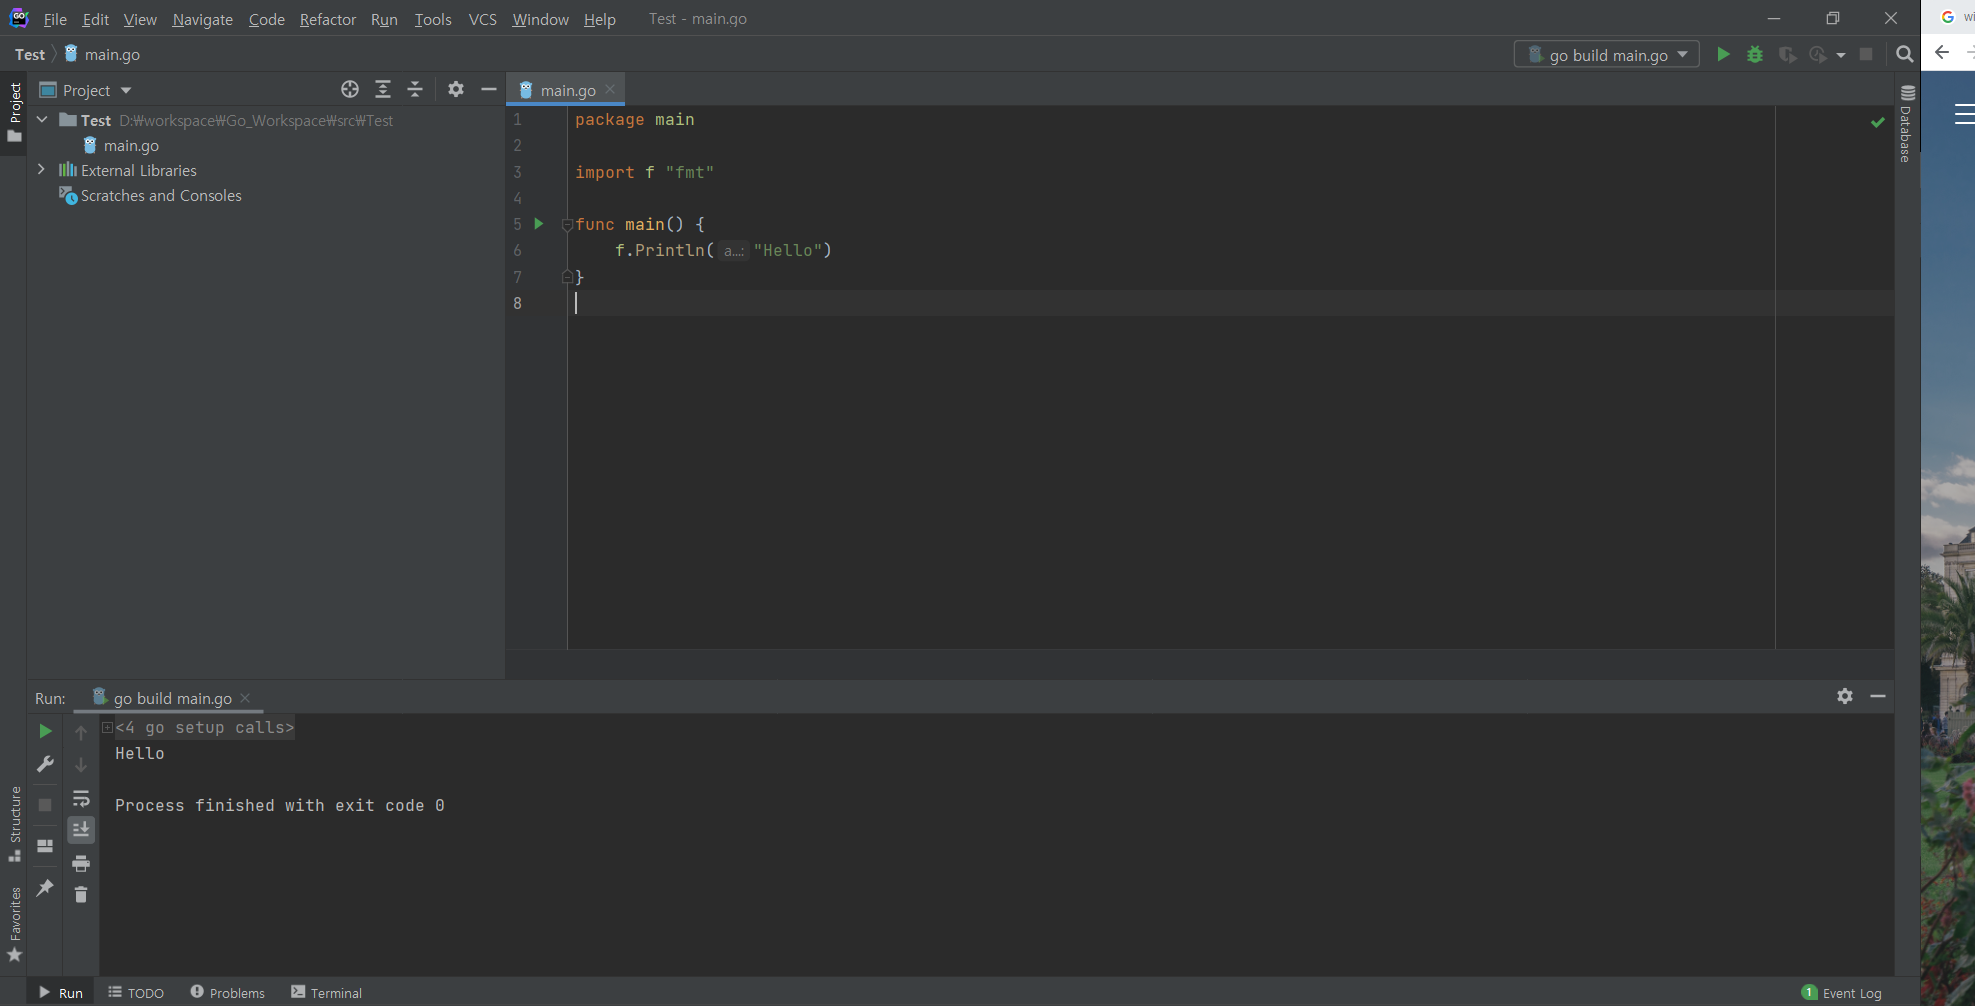 File Edit View Navigate Code Refactor Run Tools VCS Window Help Test - main.go
Test main.go go build main.go
Project main.go
Project
Test D:₩workspace₩Go_Workspace₩src₩Test
main.go
External Libraries
Scratches and Consoles
Database
1 package main
2
3 import f "fmt"
4
5 func main() {
6 f.Println( a...: "Hello")
7 }
8
Run: go build main.go
<4 go setup calls>
Hello
Process finished with exit code 0
Structure
Favorites
Run TODO Problems Terminal 1 Event Log